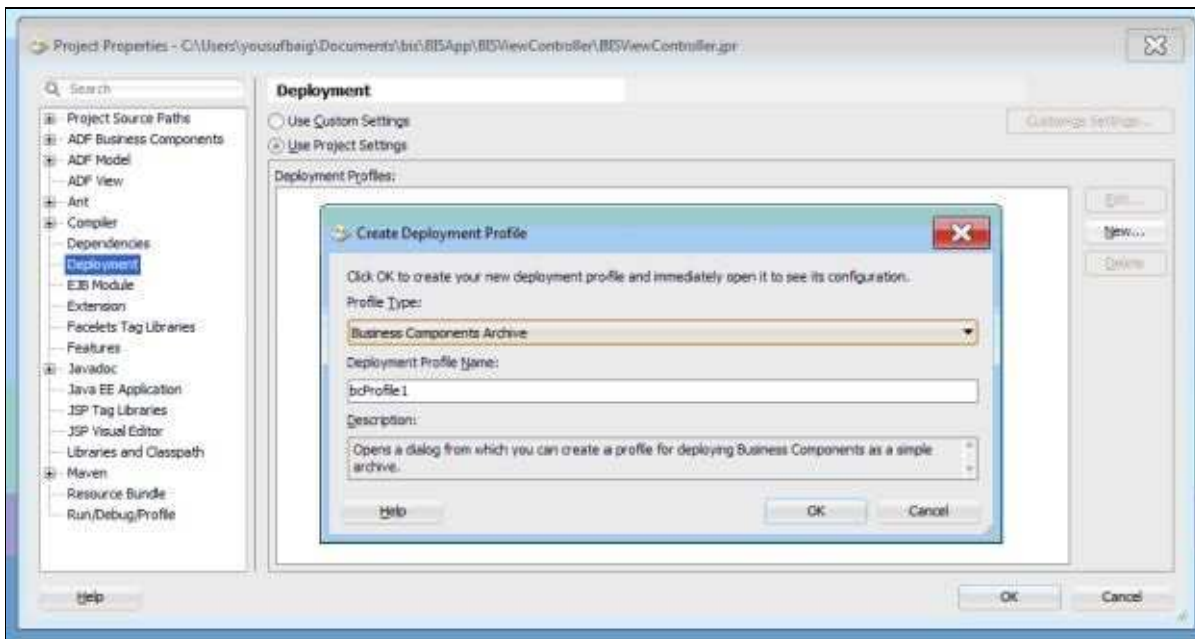 Project Properties - C:\Users\yousufbaig\Documents\bis\BISApp\BISViewController\BISViewController.jpr
Search
Project Source Paths
ADF Business Components
ADF Model
ADF View
Ant
Compiler
Dependencies
Deployment
EJB Module
Extension
Facelets Tag Libraries
Features
Javadoc
Java EE Application
JSP Tag Libraries
JSP Visual Editor
Libraries and Classpath
Maven
Resource Bundle
Run/Debug/Profile
Deployment
Use Custom Settings
Customize Settings...
Use Project Settings
Deployment Profiles:
Edit...
New...
Delete
Create Deployment Profile
Click OK to create your new deployment profile and immediately open it to see its configuration.
Profile Type:
Business Components Archive
Deployment Profile Name:
bcProfile1
Description:
Opens a dialog from which you can create a profile for deploying Business Components as a simple
archive.
Help
OK
Cancel
Help
OK
Cancel